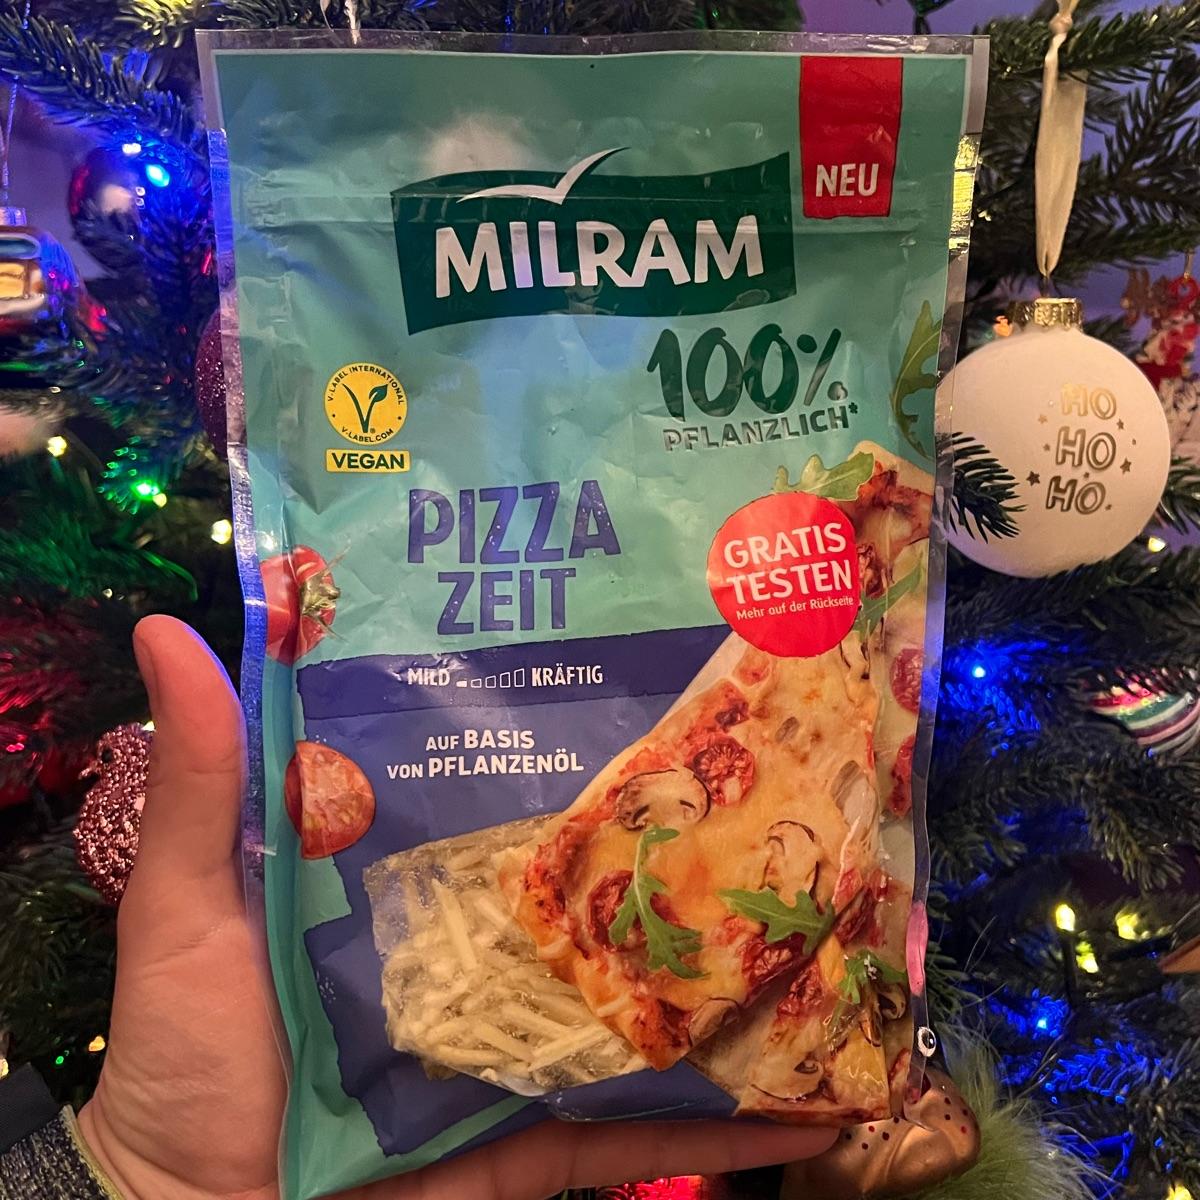 NEU
MILRAM
100%
PFLANZLICH*
V-LABEL INTERNATIONAL
V-LABEL.COM
VEGAN
PIZZA
ZEIT
GRATIS
TESTEN
Mehr auf der Rückseite
MILD KRÄFTIG
AUF BASIS
VON PFLANZENÖL
HO
HO
HO.